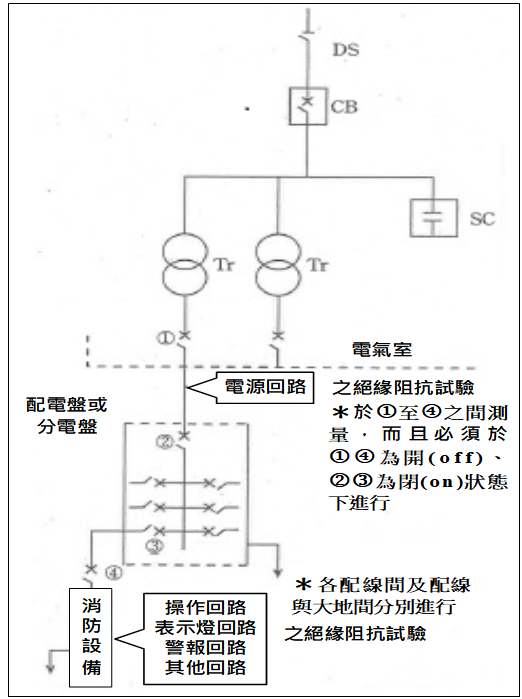 DS
CB
SC
Tr
Tr
①
電氣室
電源回路
之絕緣阻抗試驗
＊於①至④之間測
量，而且必須於
①④為開(off)、
②③為閉(on)狀態
下進行
配電盤或
分電盤
②
③
④
＊各配線間及配線
與大地間分別進行
之絕緣阻抗試驗
消防設備
操作回路
表示燈回路
警報回路
其他回路